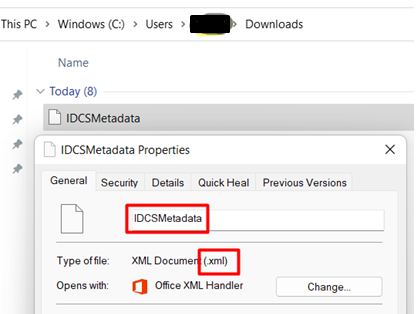 This PC > Windows (C:) > Users > > Downloads
Name
Today (8)
IDCSMetadata
IDCSMetadata Properties
General Security Details Quick Heal Previous Versions
IDCSMetadata
Type of file: XML Document (.xml)
Opens with: Office XML Handler Change...